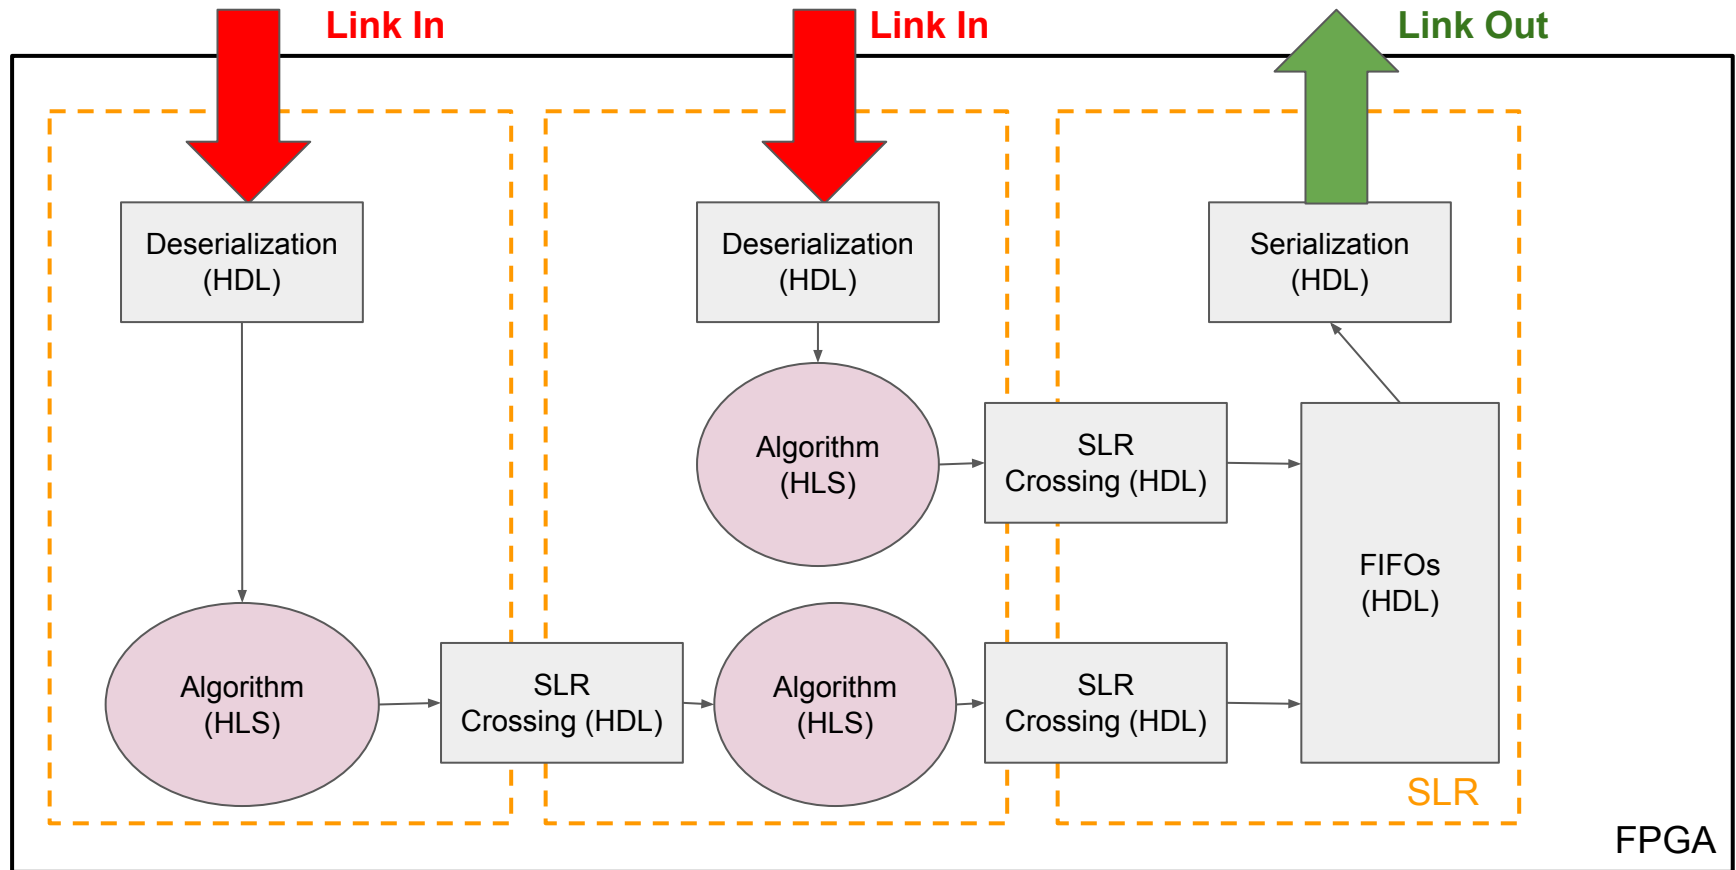 Link In
Link In
Link Out
Deserialization
(HDL)
Deserialization
(HDL)
Serialization
(HDL)
Algorithm
(HLS)
SLR
Crossing (HDL)
FIFOs
(HDL)
Algorithm
(HLS)
SLR
Crossing (HDL)
Algorithm
(HLS)
SLR
Crossing (HDL)
SLR
FPGA